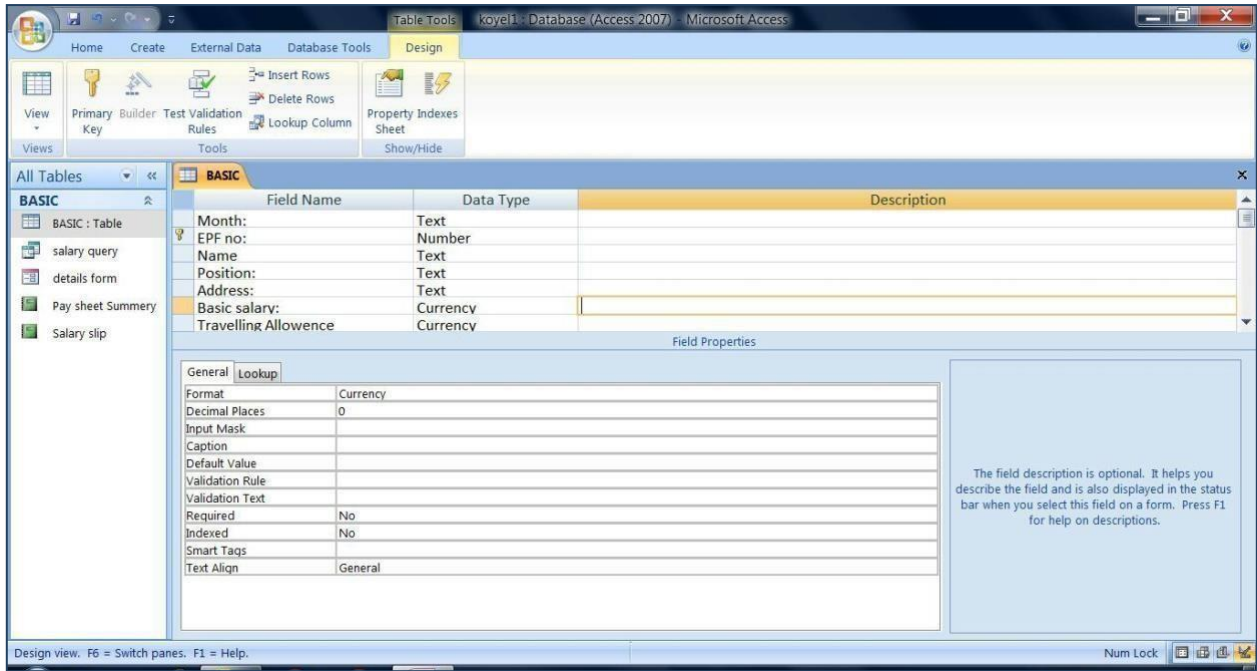 Table Tools koyel1 : Database (Access 2007) - Microsoft Access
Home Create External Data Database Tools Design
View
Views
Primary Key
Builder
Test Validation Rules
Insert Rows
Delete Rows
Lookup Column
Tools
Property Sheet
Indexes
Show/Hide
All Tables
BASIC
BASIC : Table
salary query
details form
Pay sheet Summery
Salary slip
BASIC
Field Name Data Type Description
Month: Text
EPF no: Number
Name Text
Position: Text
Address: Text
Basic salary: Currency
Travelling Allowence Currency
Field Properties
General Lookup
Format Currency
Decimal Places 0
Input Mask
Caption
Default Value
Validation Rule
Validation Text
Required No
Indexed No
Smart Tags
Text Align General
The field description is optional. It helps you
describe the field and is also displayed in the status
bar when you select this field on a form. Press F1
for help on descriptions.
Design view. F6 = Switch panes. F1 = Help. Num Lock